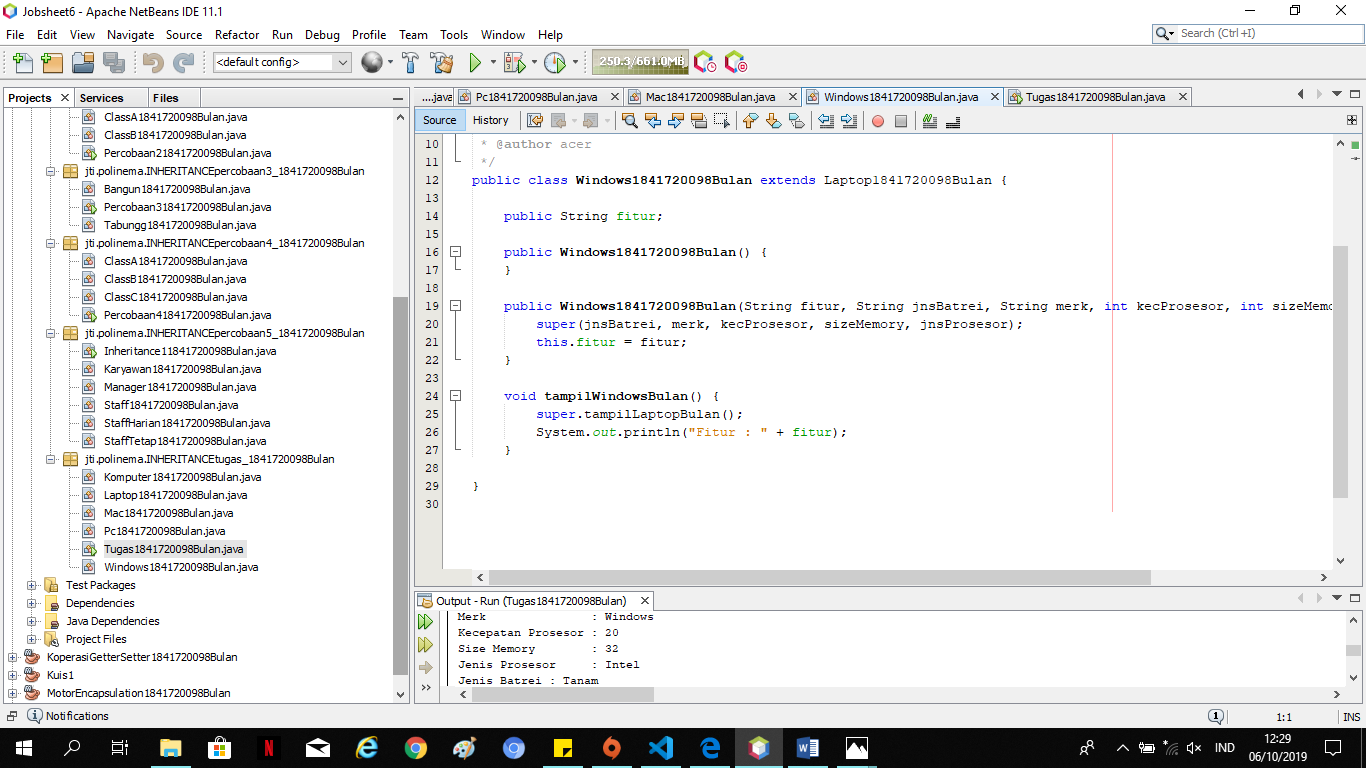 Jobsheet6 - Apache NetBeans IDE 11.1
File Edit View Navigate Source Refactor Run Debug Profile Team Tools Window Help
Search (Ctrl+I)
<default config>
250.3/661.0MB
Projects Services Files
ClassA1841720098Bulan.java
ClassB1841720098Bulan.java
Percobaan21841720098Bulan.java
jti.polinema.INHERITANCEpercobaan3_1841720098Bulan
Bangun1841720098Bulan.java
Percobaan31841720098Bulan.java
Tabungg1841720098Bulan.java
jti.polinema.INHERITANCEpercobaan4_1841720098Bulan
ClassA1841720098Bulan.java
ClassB1841720098Bulan.java
ClassC1841720098Bulan.java
Percobaan41841720098Bulan.java
jti.polinema.INHERITANCEpercobaan5_1841720098Bulan
Inheritance11841720098Bulan.java
Karyawan1841720098Bulan.java
Manager1841720098Bulan.java
Staff1841720098Bulan.java
StaffHarian1841720098Bulan.java
StaffTetap1841720098Bulan.java
jti.polinema.INHERITANCEtugas_1841720098Bulan
Komputer1841720098Bulan.java
Laptop1841720098Bulan.java
Mac1841720098Bulan.java
Pc1841720098Bulan.java
Tugas1841720098Bulan.java
Windows1841720098Bulan.java
Test Packages
Dependencies
Java Dependencies
Project Files
KoperasiGetterSetter1841720098Bulan
Kuis1
MotorEncapsulation1841720098Bulan
....java Pc1841720098Bulan.java Mac1841720098Bulan.java Windows1841720098Bulan.java Tugas1841720098Bulan.java
Source History
10 * @author acer
11 */
12 public class Windows1841720098Bulan extends Laptop1841720098Bulan {
13
14 public String fitur;
15
16 public Windows1841720098Bulan() {
17 }
18
19 public Windows1841720098Bulan(String fitur, String jnsBatrei, String merk, int kecProsesor, int sizeMemo
20 super(jnsBatrei, merk, kecProsesor, sizeMemory, jnsProsesor);
21 this.fitur = fitur;
22 }
23
24 void tampilWindowsBulan() {
25 super.tampilLaptopBulan();
26 System.out.println("Fitur : " + fitur);
27 }
28
29 }
30
Output - Run (Tugas1841720098Bulan)
Merk : Windows
Kecepatan Prosesor : 20
Size Memory : 32
Jenis Prosesor : Intel
Jenis Batrei : Tanam
Notifications
1:1 INS
IND
12:29
06/10/2019